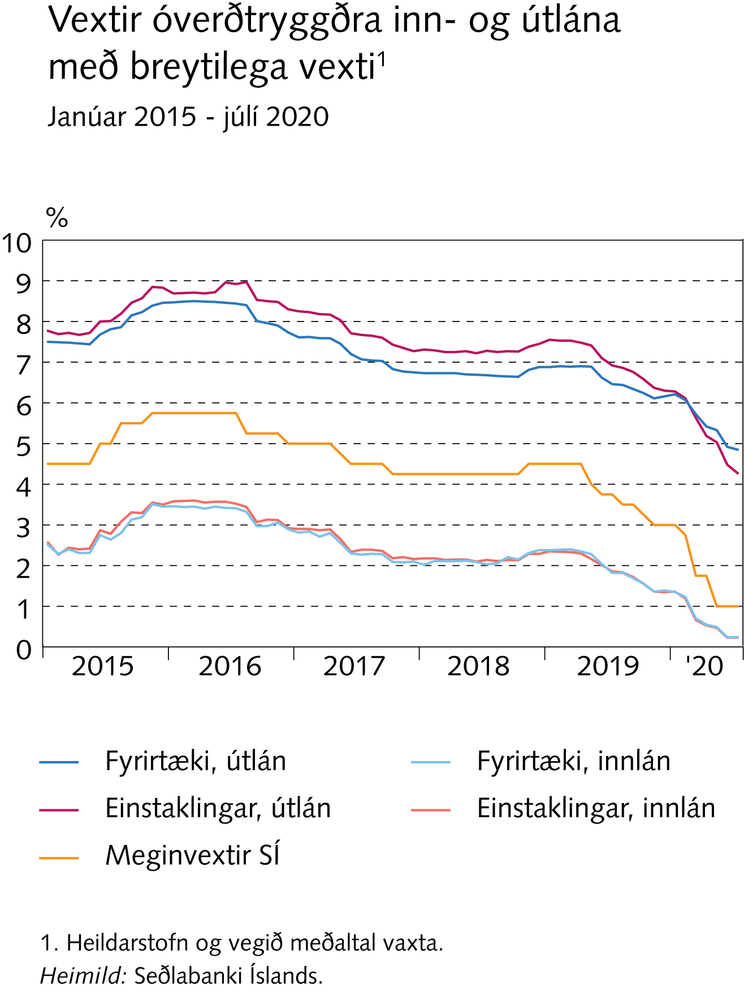 Vextir óverðtryggðra inn- og útlána
með breytilega vexti¹
Janúar 2015 - júlí 2020
%
10
9
8
7
6
5
4
3
2
1
0
2015 2016 2017 2018 2019 '20
Fyrirtæki, útlán Fyrirtæki, innlán
Einstaklingar, útlán Einstaklingar, innlán
Meginvextir SÍ
1. Heildarstofn og vegið meðaltal vaxta.
Heimild: Seðlabanki Íslands.